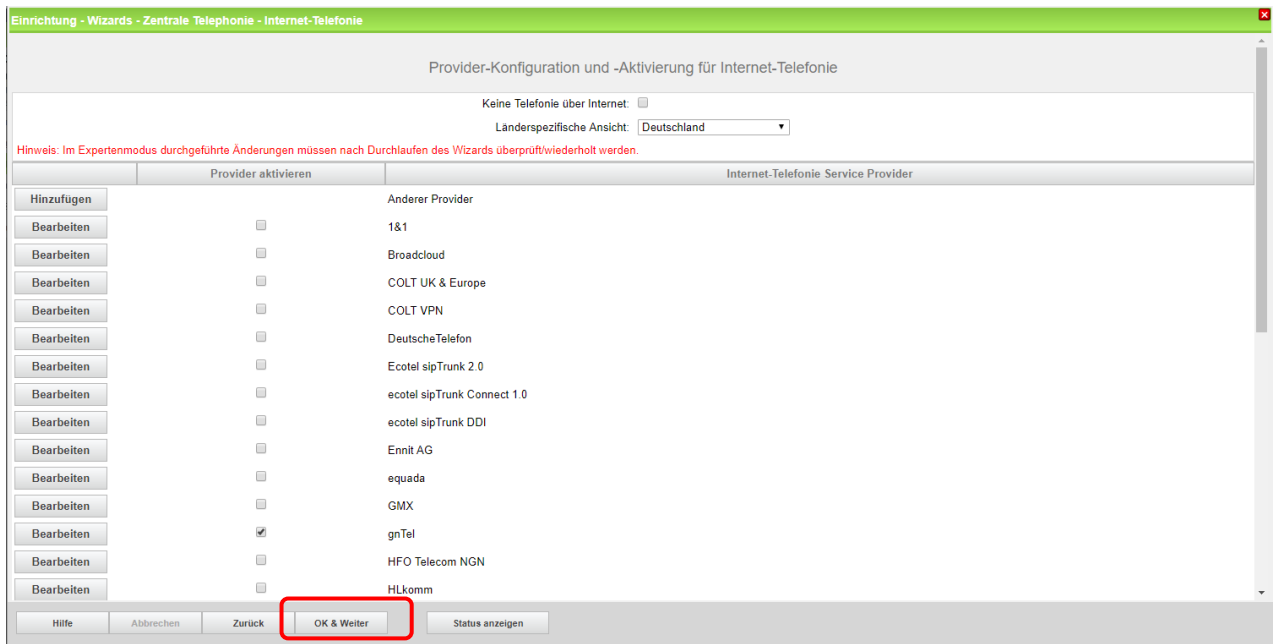 Einrichtung - Wizards - Zentrale Telephonie - Internet-Telefonie
Provider-Konfiguration und -Aktivierung für Internet-Telefonie
Keine Telefonie über Internet:
Länderspezifische Ansicht: Deutschland
Hinweis: Im Expertenmodus durchgeführte Änderungen müssen nach Durchlaufen des Wizards überprüft/wiederholt werden.
Provider aktivieren Internet-Telefonie Service Provider
Hinzufügen Anderer Provider
Bearbeiten 1&1
Bearbeiten Broadcloud
Bearbeiten COLT UK & Europe
Bearbeiten COLT VPN
Bearbeiten DeutscheTelefon
Bearbeiten Ecotel sipTrunk 2.0
Bearbeiten ecotel sipTrunk Connect 1.0
Bearbeiten ecotel sipTrunk DDI
Bearbeiten Ennit AG
Bearbeiten equada
Bearbeiten GMX
Bearbeiten gnTel
Bearbeiten HFO Telecom NGN
Bearbeiten HLkomm
Hilfe Abbrechen Zurück OK & Weiter Status anzeigen